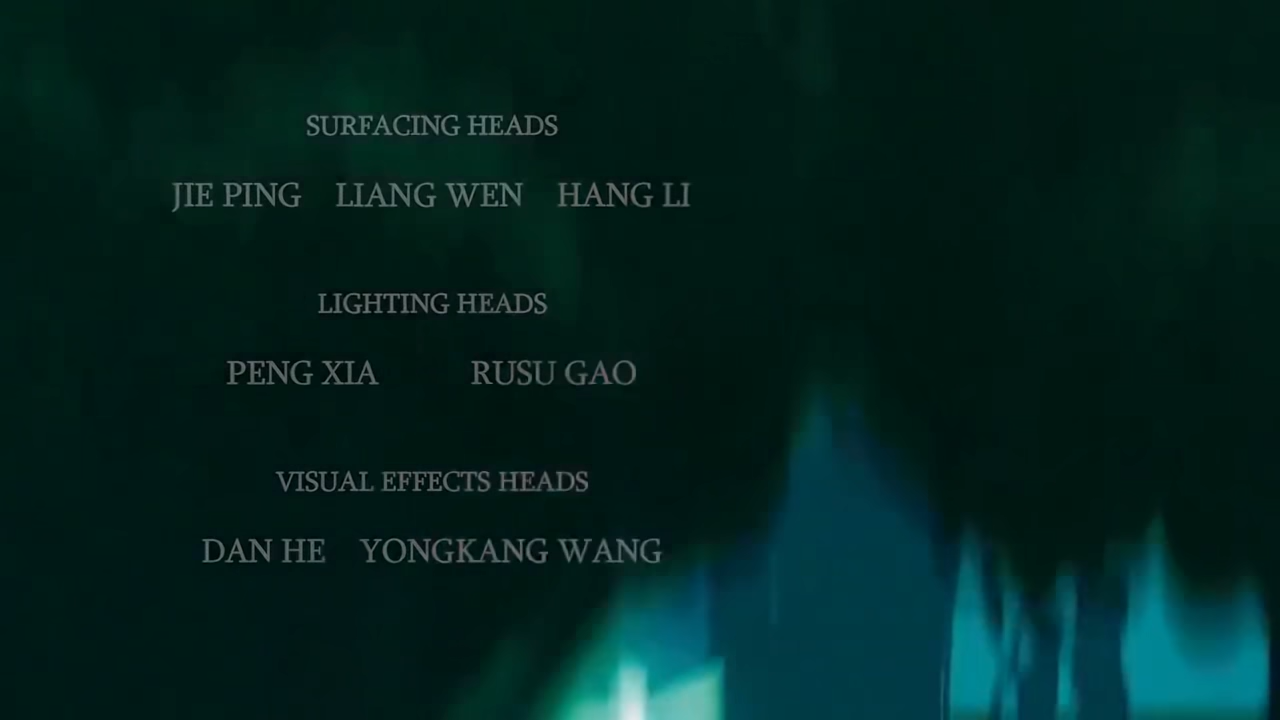 SURFACING HEADS
JIE PING LIANG WEN HANG LI
LIGHTING HEADS
PENG XIA RUSU GAO
VISUAL EFFECTS HEADS
DAN HE YONGKANG WANG